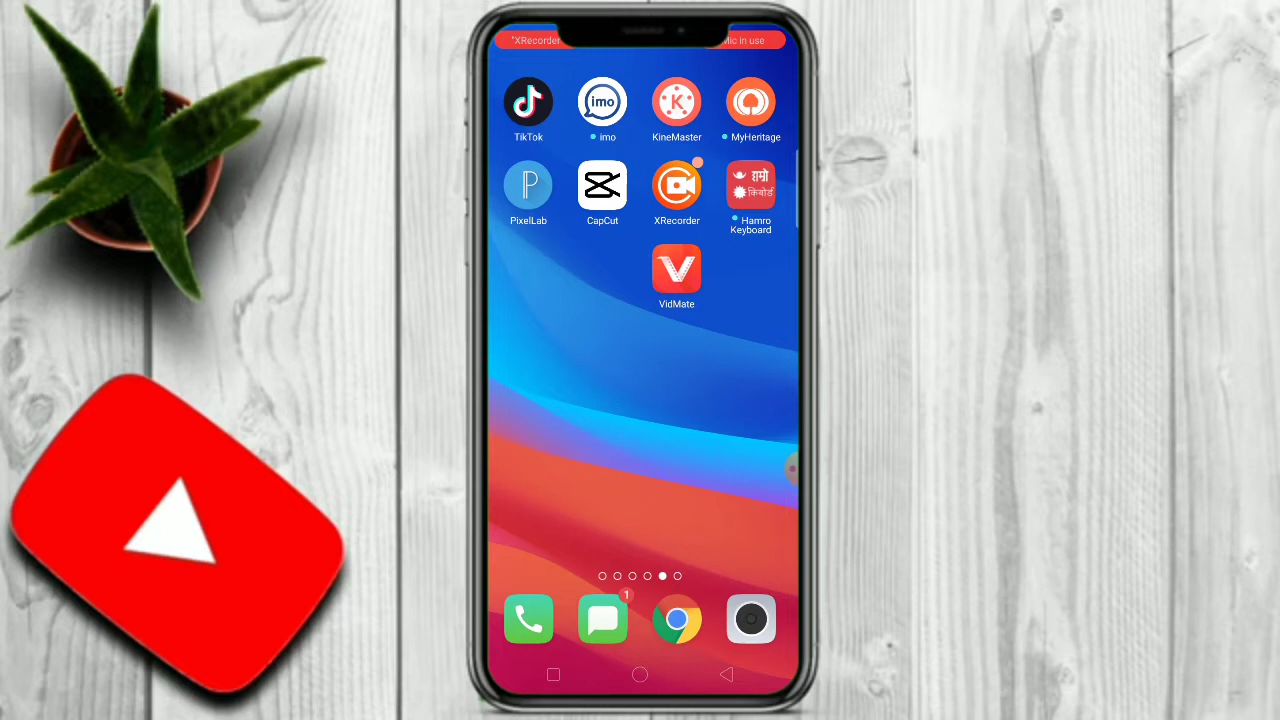 "XRecorder
Mic in use
TikTok
imo
imo
K
KineMaster
MyHeritage
P
PixelLab
CapCut
XRecorder
हाम्रो
किबोर्ड
Hamro
Keyboard
VidMate
1